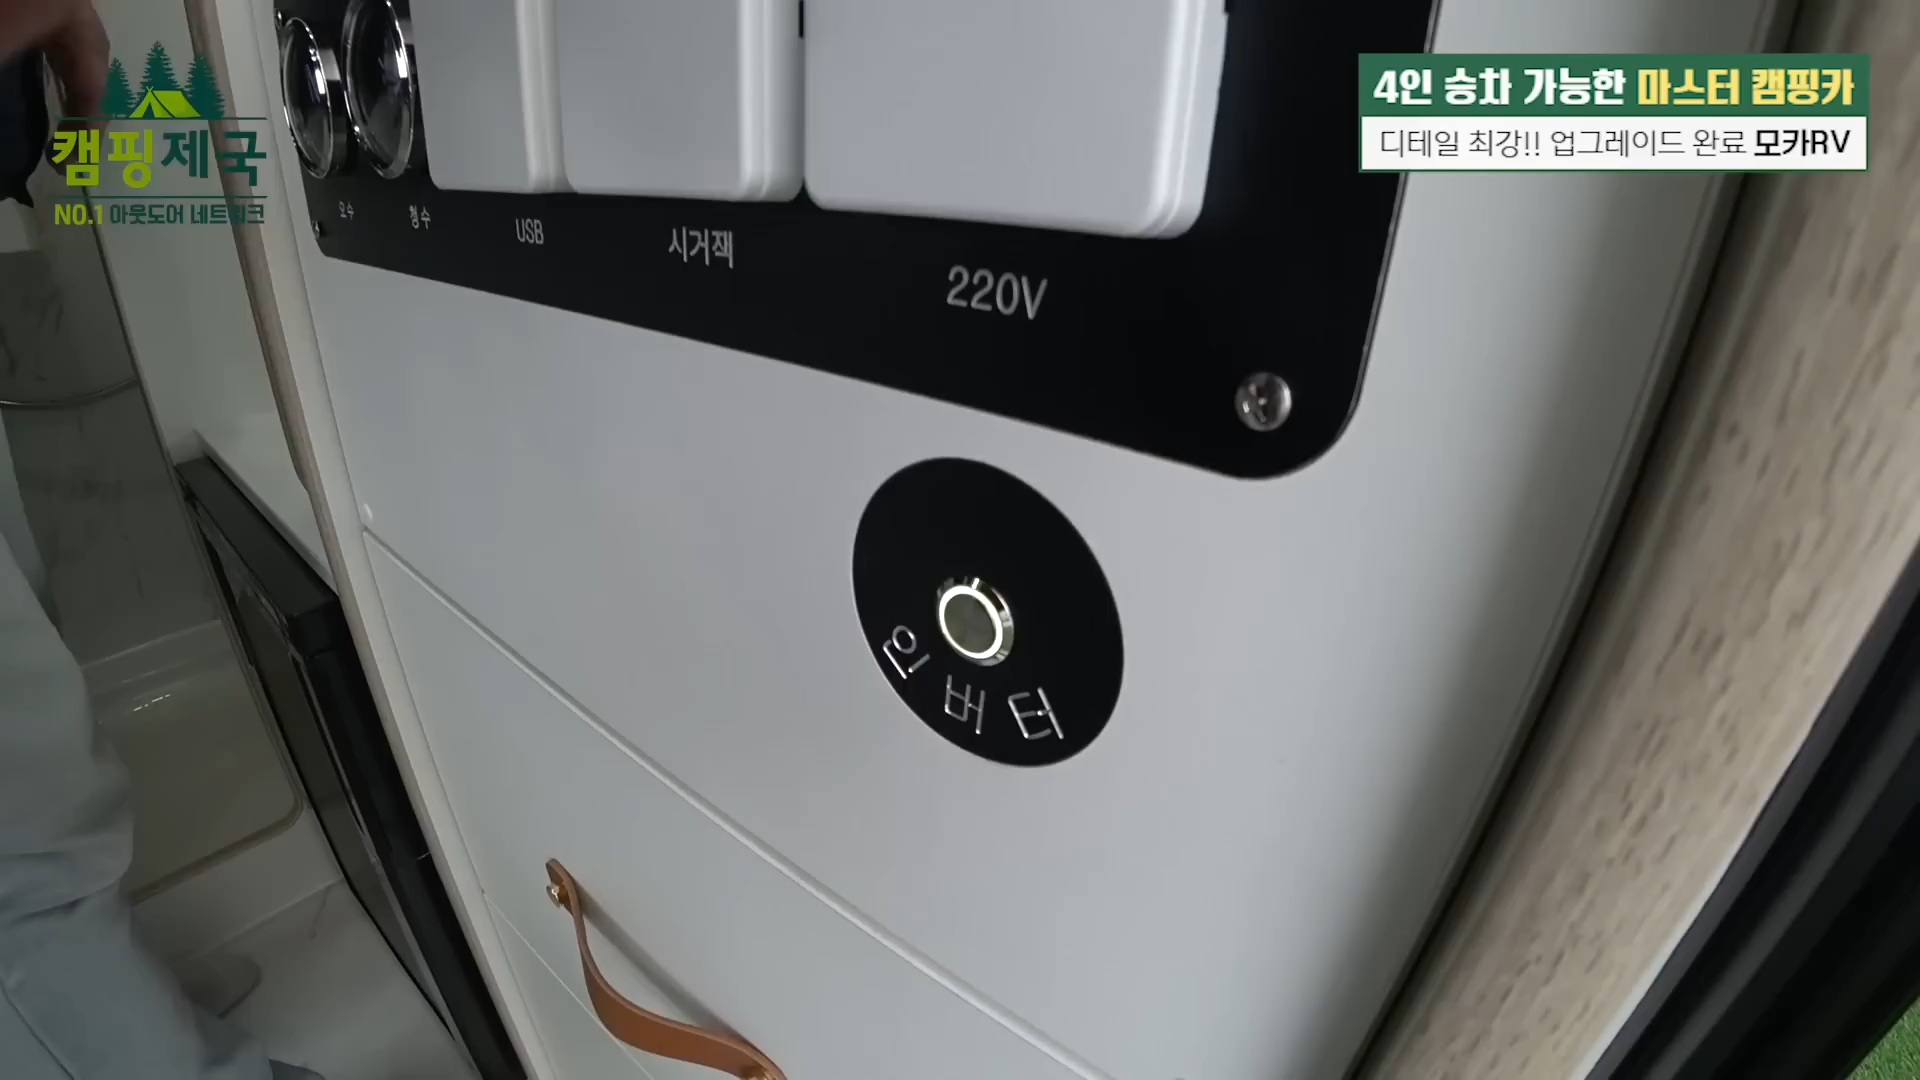 캠핑제국
NO.1 아웃도어 네트워크
4인 승차 가능한 마스터 캠핑카
디테일 최강!! 업그레이드 완료 모카RV
오수
청수
USB
시거잭
220V
인버터